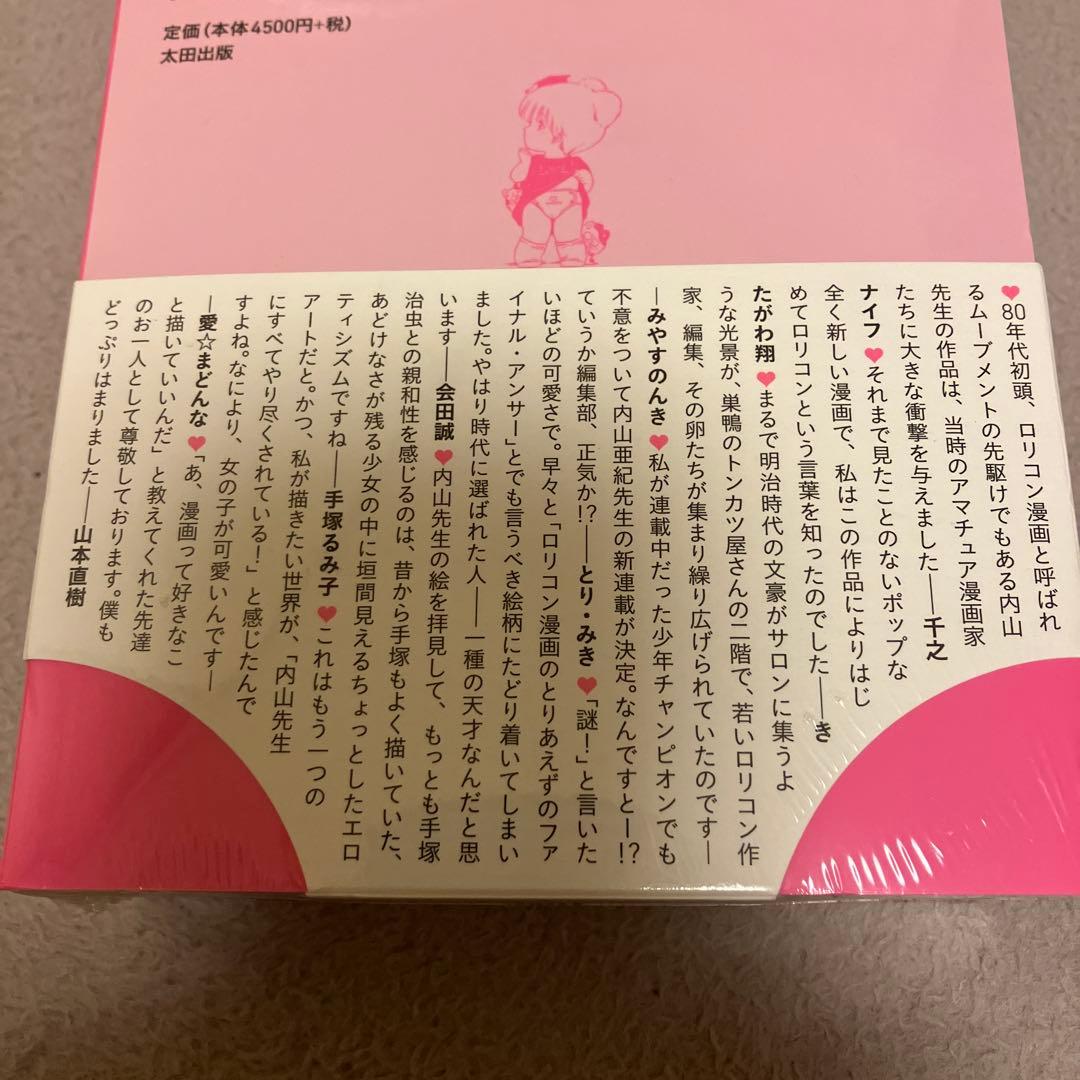 定価(本体4500円+税)
太田出版
♥80年代初頭、ロリコン漫画と呼ばれ
るムーブメントの先駆けでもある内山
先生の作品は、当時のアマチュア漫画家
たちに大きな衝撃を与えました――千之
ナイフ♥それまで見たことのないポップな
全く新しい漫画で、私はこの作品によりはじ
めてロリコンという言葉を知ったのでした――き
たがわ翔♥まるで明治時代の文豪がサロンに集うよ
うな光景が、巣鴨のトンカツ屋さんの二階で、若いロリコン作
家、編集、その卵たちが集まり繰り広げられていたのです―
―みやすのんき♥私が連載中だった少年チャンピオンでも
不意をついて内山亜紀先生の新連載が決定。なんですとー!?
ていうか編集部、正気か!?――とり・みき♥「謎!」と言いた
いほどの可愛さで。早々と「ロリコン漫画のとりあえずのファ
イナル・アンサー」とでも言うべき絵柄にたどり着いてしまい
ました。やはり時代に選ばれた人――一種の天才なんだと思
います――会田誠♥内山先生の絵を拝見して、もっとも手塚
治虫との親和性を感じるのは、昔から手塚もよく描いていた、
あどけなさが残る少女の中に垣間見えるちょっとしたエロ
ティシズムですね――手塚るみ子♥これはもう一つの
アートだと。かつ、私が描きたい世界が、「内山先生
にすべてやり尽くされている!」と感じたんで
すよね。なにより、女の子が可愛いんです―
―愛☆まどんな♥「あ、漫画って好きなこ
と描いていいんだ」と教えてくれた先達
のお一人として尊敬しております。僕も
どっぷりはまりました――山本直樹